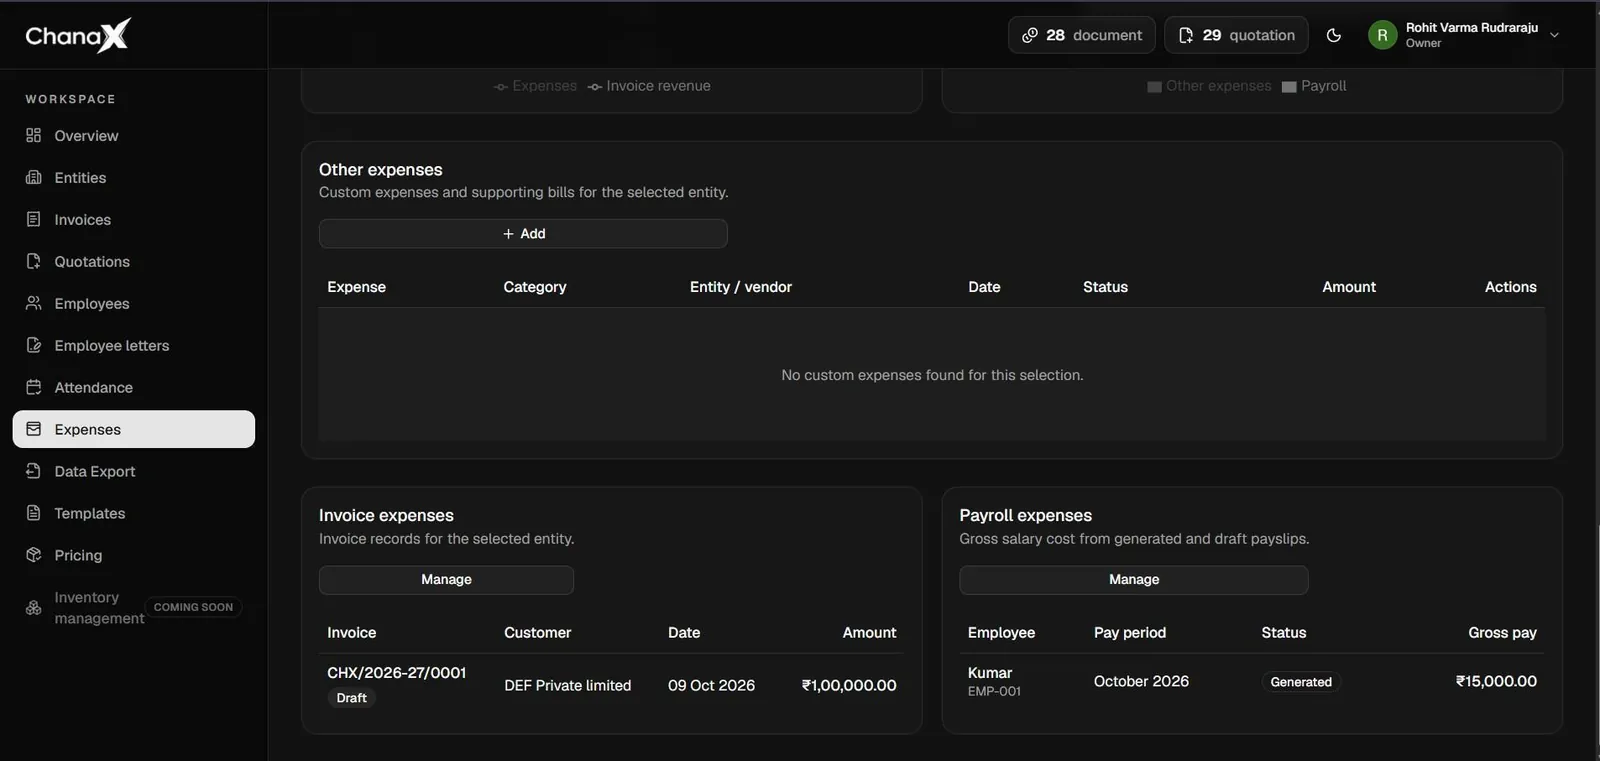 ChanaX
28 document
29 quotation
R
Rohit Varma Rudraraju
Owner
WORKSPACE
Overview
Entities
Invoices
Quotations
Employees
Employee letters
Attendance
Expenses
Data Export
Templates
Pricing
Inventory
management
COMING SOON
Expenses
Invoice revenue
Other expenses
Payroll
Other expenses
Custom expenses and supporting bills for the selected entity.
+ Add
Expense Category Entity / vendor Date Status Amount Actions
No custom expenses found for this selection.
Invoice expenses
Invoice records for the selected entity.
Manage
Invoice Customer Date Amount
CHX/2026-27/0001
Draft
DEF Private limited 09 Oct 2026 ₹1,00,000.00
Payroll expenses
Gross salary cost from generated and draft payslips.
Manage
Employee Pay period Status Gross pay
Kumar
EMP-001
October 2026 Generated ₹15,000.00